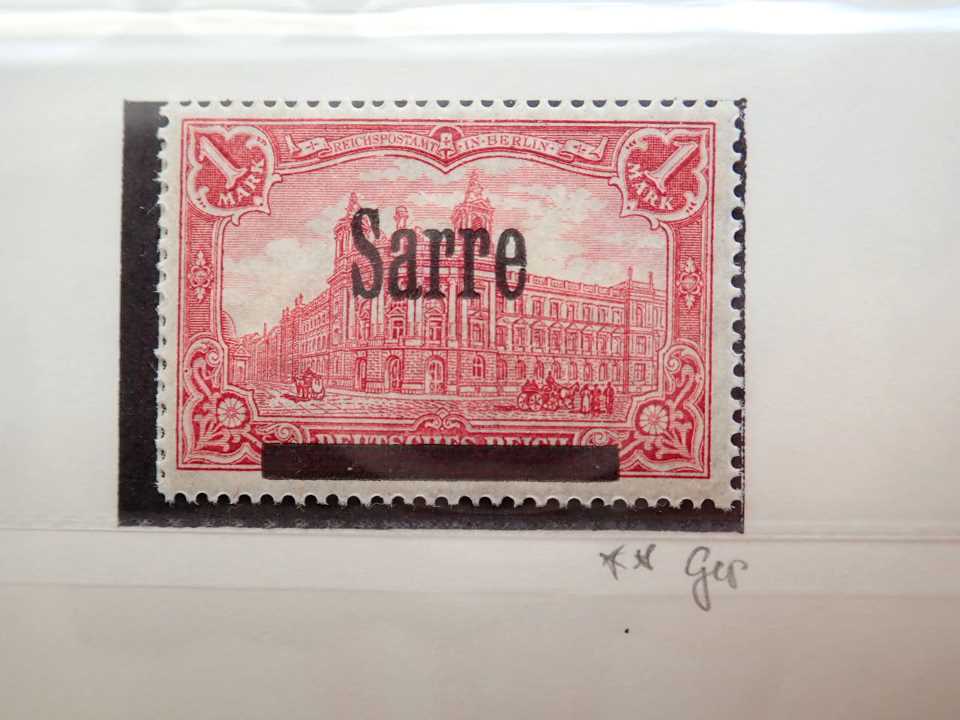 REICHSPOSTAMT IN BERLIN
1 MARK
1 MARK
Sarre
DEUTSCHES REICH
** Gep